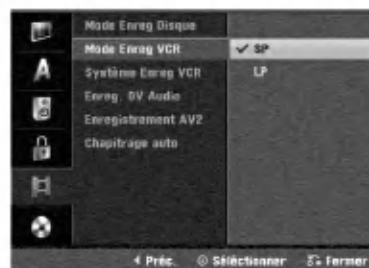 Mode Enreg Disque
Mode Enreg VCR ✓ SP
Système Enreg VCR LP
Enreg. DV Audio
Enregistrement AV2
Chapitrage auto
Préc. Séléctionner Fermer